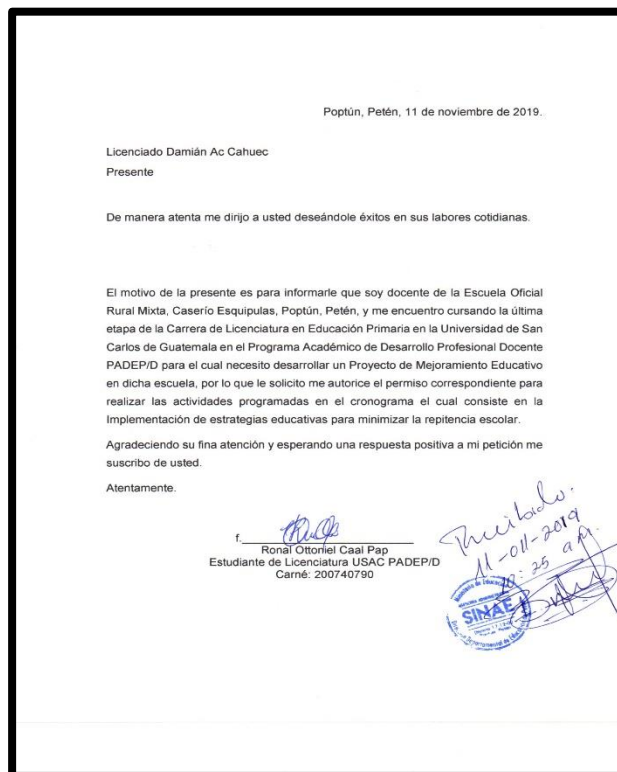 Poptún, Petén, 11 de noviembre de 2019.
Licenciado Damián Ac Cahuec
Presente
De manera atenta me dirijo a usted deseándole éxitos en sus labores cotidianas.
El motivo de la presente es para informarle que soy docente de la Escuela Oficial
Rural Mixta, Caserío Esquipulas, Poptún, Petén, y me encuentro cursando la última
etapa de la Carrera de Licenciatura en Educación Primaria en la Universidad de San
Carlos de Guatemala en el Programa Académico de Desarrollo Profesional Docente
PADEP/D para el cual necesito desarrollar un Proyecto de Mejoramiento Educativo
en dicha escuela, por lo que le solicito me autorice el permiso correspondiente para
realizar las actividades programadas en el cronograma el cual consiste en la
Implementación de estrategias educativas para minimizar la repitencia escolar.
Agradeciendo su fina atención y esperando una respuesta positiva a mi petición me
suscribo de usted.
Atentamente.
f.
Ronal Ottoniel Caal Pap
Estudiante de Licenciatura USAC PADEP/D
Carné: 200740790
11-011-2019
10:25 a.m.
Ministerio de Educación
SINAE
Departamental de